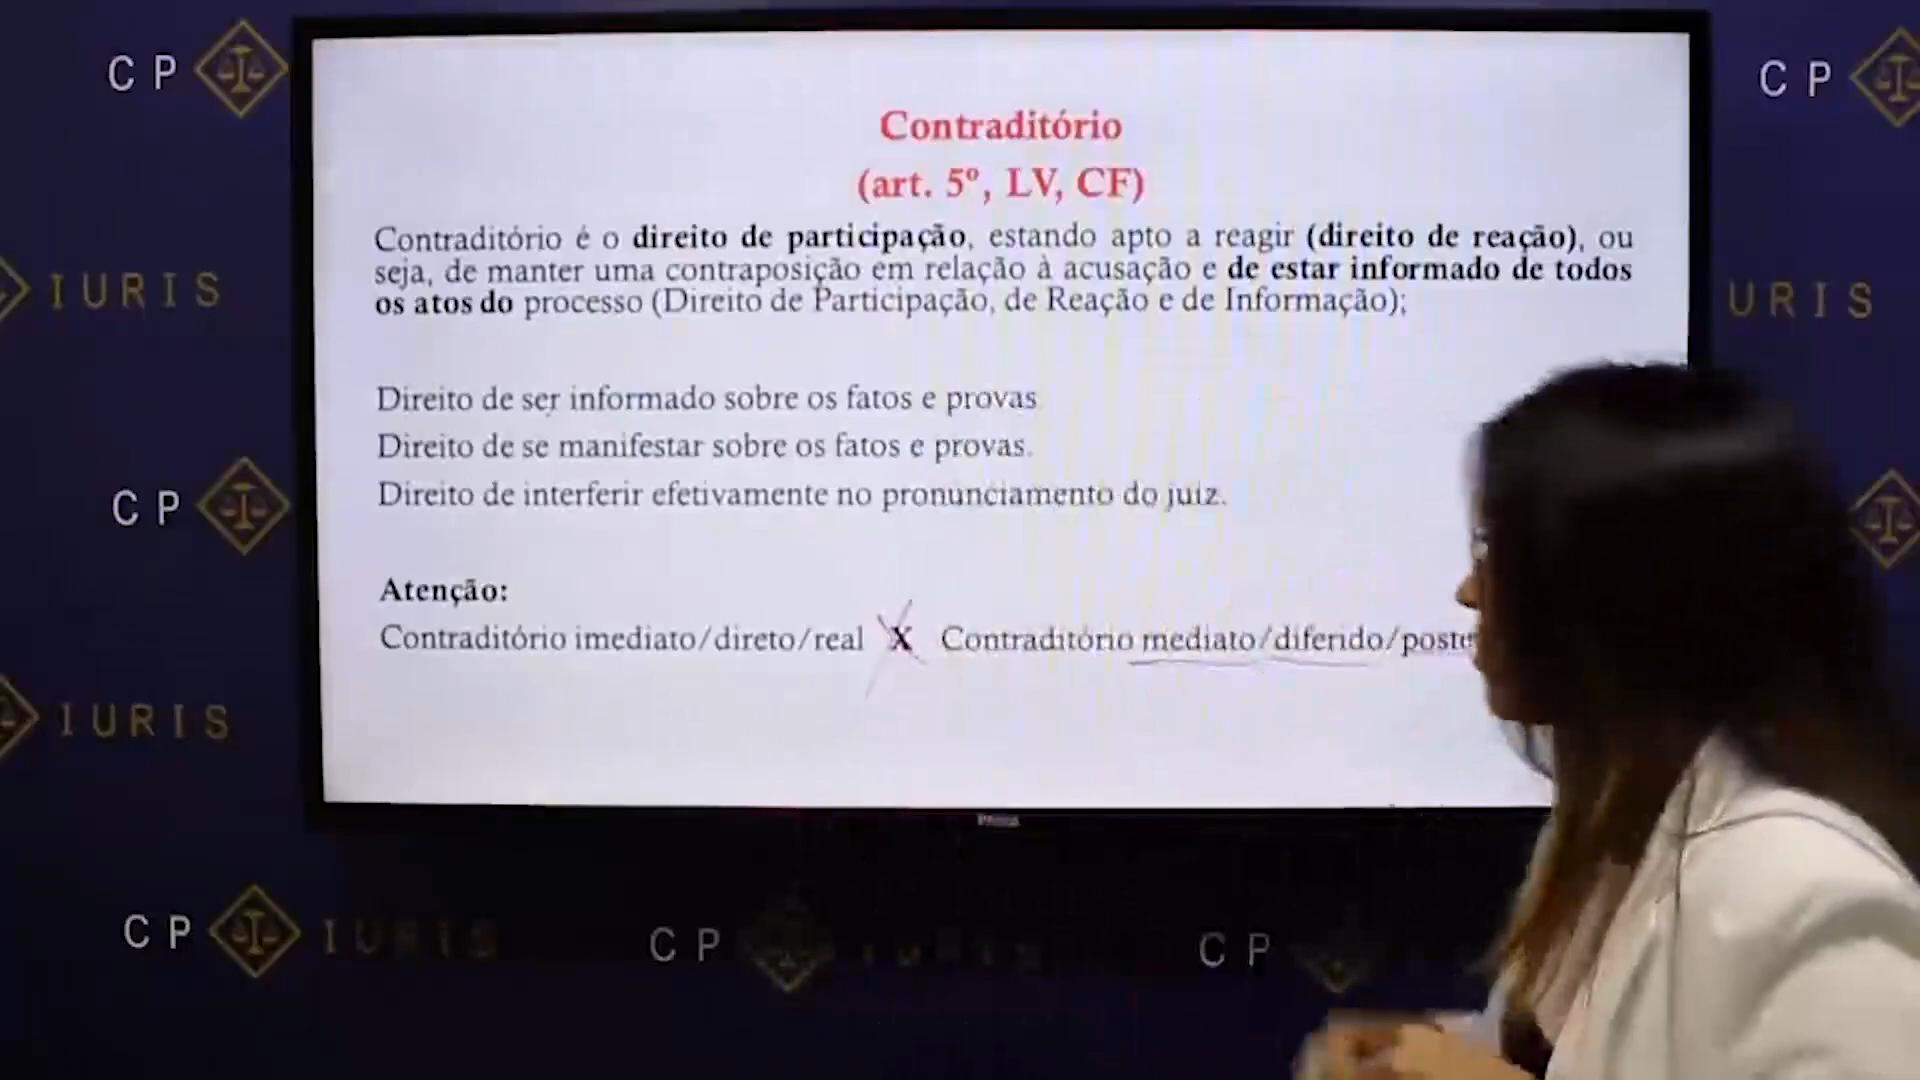 CP
CP
Contraditório
(art. 5º, LV, CF)
Contraditório é o direito de participação, estando apto a reagir (direito de reação), ou
seja, de manter uma contraposição em relação à acusação e de estar informado de todos
os atos do processo (Direito de Participação, de Reação e de Informação);
IURIS
URIS
Direito de ser informado sobre os fatos e provas
Direito de se manifestar sobre os fatos e provas.
Direito de interferir efetivamente no pronunciamento do juiz.
CP
Atenção:
Contraditório imediato/direto/real X Contraditório mediato/diferido/poste
IURIS
CP IURIS
CP IURIS
CP